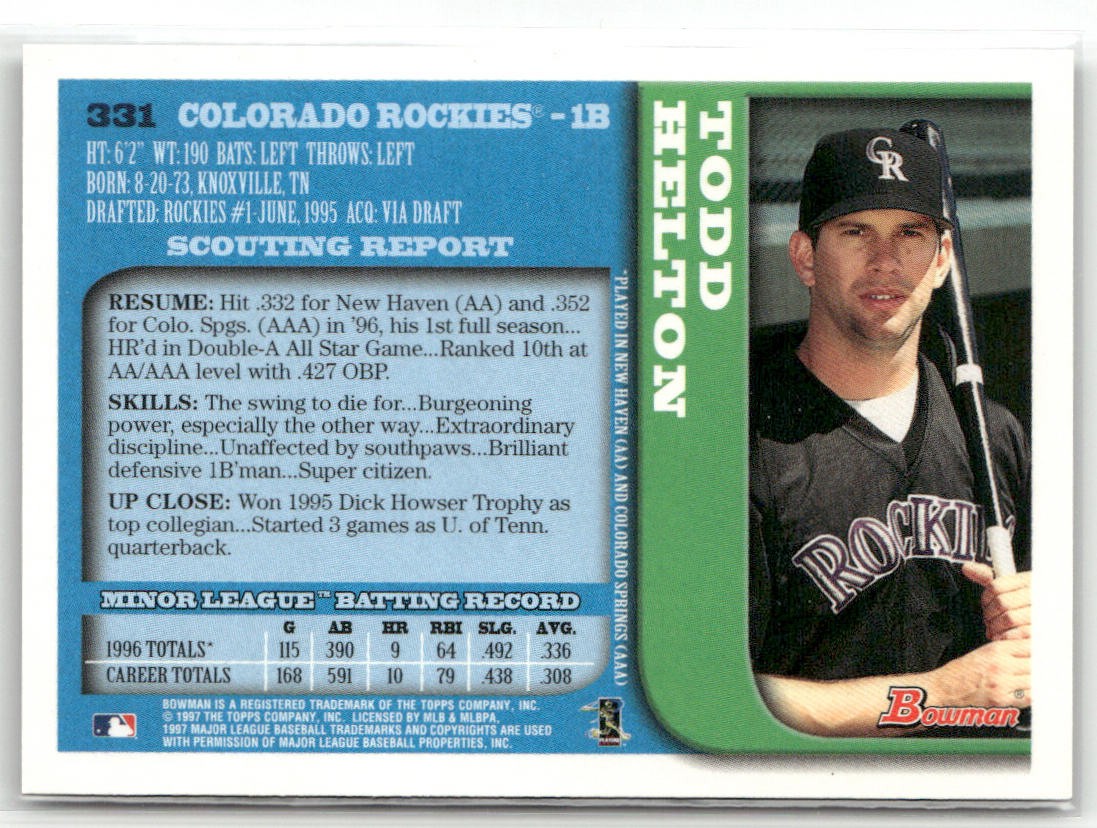 331 COLORADO ROCKIES® - 1B
HT: 6'2" WT: 190 BATS: LEFT THROWS: LEFT
BORN: 8-20-73, KNOXVILLE, TN
DRAFTED: ROCKIES #1-JUNE, 1995 ACQ: VIA DRAFT
SCOUTING REPORT
RESUME: Hit .332 for New Haven (AA) and .352
for Colo. Spgs. (AAA) in '96, his 1st full season...
HR'd in Double-A All Star Game...Ranked 10th at
AA/AAA level with .427 OBP.
SKILLS: The swing to die for...Burgeoning
power, especially the other way...Extraordinary
discipline...Unaffected by southpaws...Brilliant
defensive 1B'man...Super citizen.
UP CLOSE: Won 1995 Dick Howser Trophy as
top collegian...Started 3 games as U. of Tenn.
quarterback.
MINOR LEAGUE™ BATTING RECORD
G AB HR RBI SLG. AVG.
1996 TOTALS* 115 390 9 64 .492 .336
CAREER TOTALS 168 591 10 79 .438 .308
*PLAYED IN NEW HAVEN (AA) AND COLORADO SPRINGS (AAA)
BOWMAN IS A REGISTERED TRADEMARK OF THE TOPPS COMPANY, INC.
© 1997 THE TOPPS COMPANY, INC. LICENSED BY MLB & MLBPA,
1997 MAJOR LEAGUE BASEBALL TRADEMARKS AND COPYRIGHTS ARE USED
WITH PERMISSION OF MAJOR LEAGUE BASEBALL PROPERTIES, INC.
TODD
HELTON
CR
ROCKIE
Bowman®